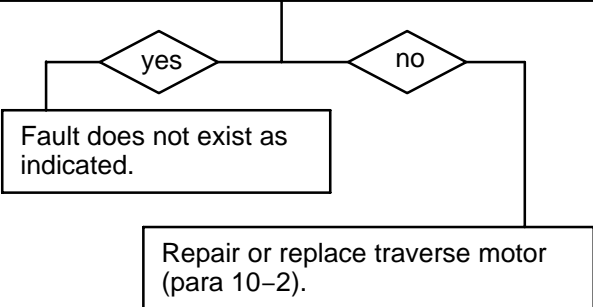 yes
no
Fault does not exist as
indicated.
Repair or replace traverse motor
(para 10−2).